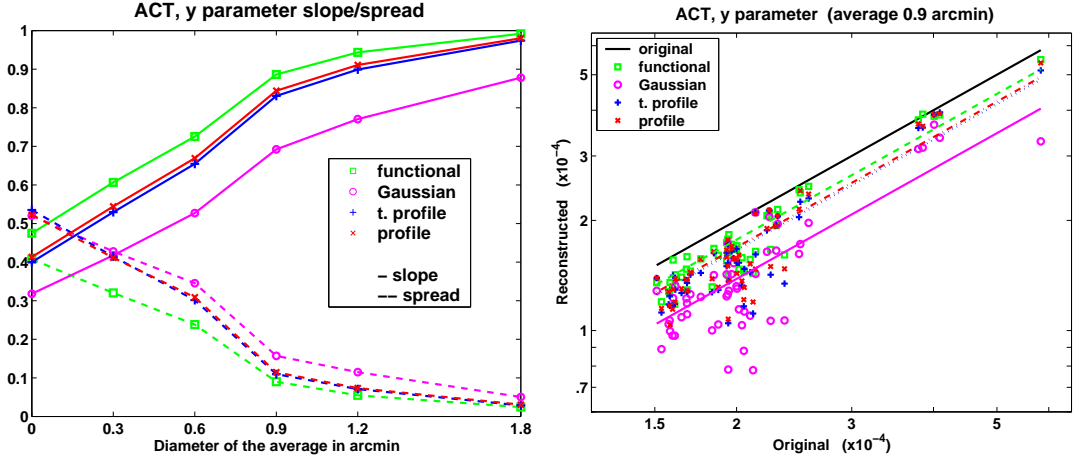 ACT, y parameter slope/spread
1
0.9
0.8
0.7
0.6
0.5
0.4
0.3
0.2
0.1
0
functional
Gaussian
t. profile
profile
– slope
–– spread
0 0.3 0.6 0.9 1.2 1.8
Diameter of the average in arcmin
ACT, y parameter (average 0.9 arcmin)
original
functional
Gaussian
t. profile
profile
Reconstructed (x10⁻⁴)
5
3
2
1
.7
1.5 2 3 5
Original (x10⁻⁴)